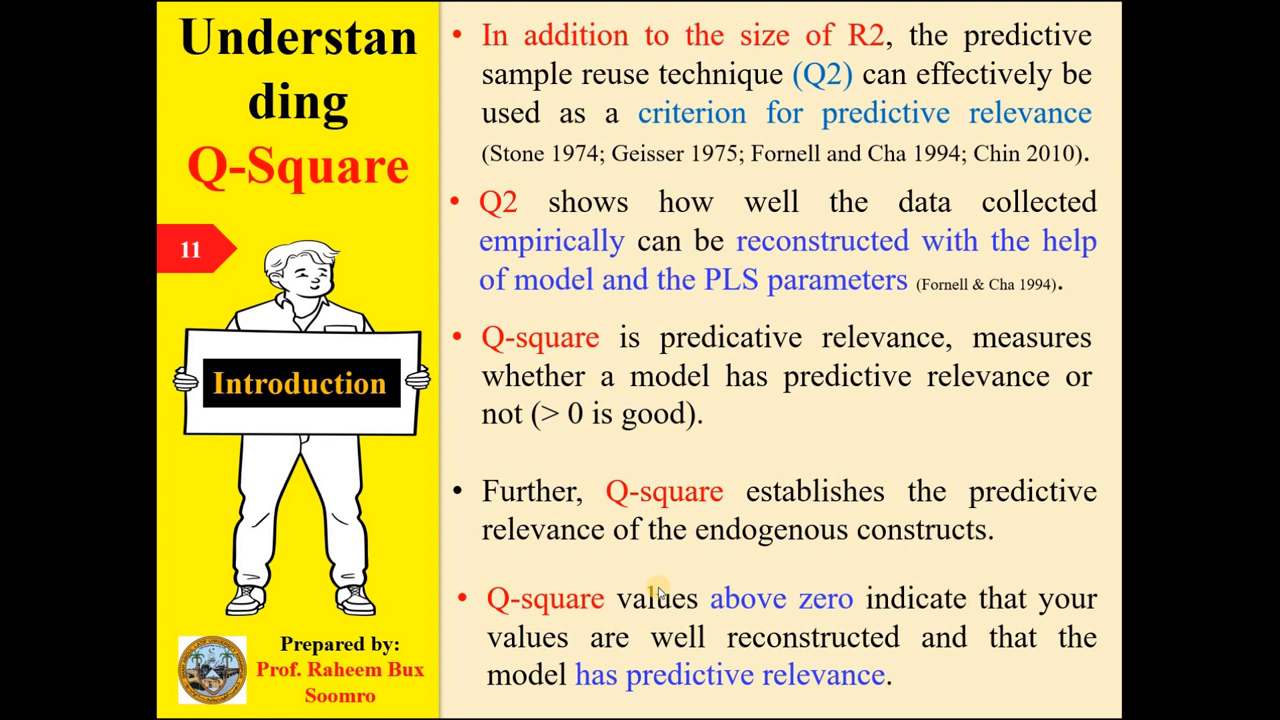 Understan
ding
Q-Square
11
Introduction
Prepared by:
Prof. Raheem Bux
Soomro
• In addition to the size of R2, the predictive
sample reuse technique (Q2) can effectively be
used as a criterion for predictive relevance
(Stone 1974; Geisser 1975; Fornell and Cha 1994; Chin 2010).
• Q2 shows how well the data collected
empirically can be reconstructed with the help
of model and the PLS parameters (Fornell & Cha 1994).
• Q-square is predicative relevance, measures
whether a model has predictive relevance or
not (> 0 is good).
• Further, Q-square establishes the predictive
relevance of the endogenous constructs.
• Q-square values above zero indicate that your
values are well reconstructed and that the
model has predictive relevance.